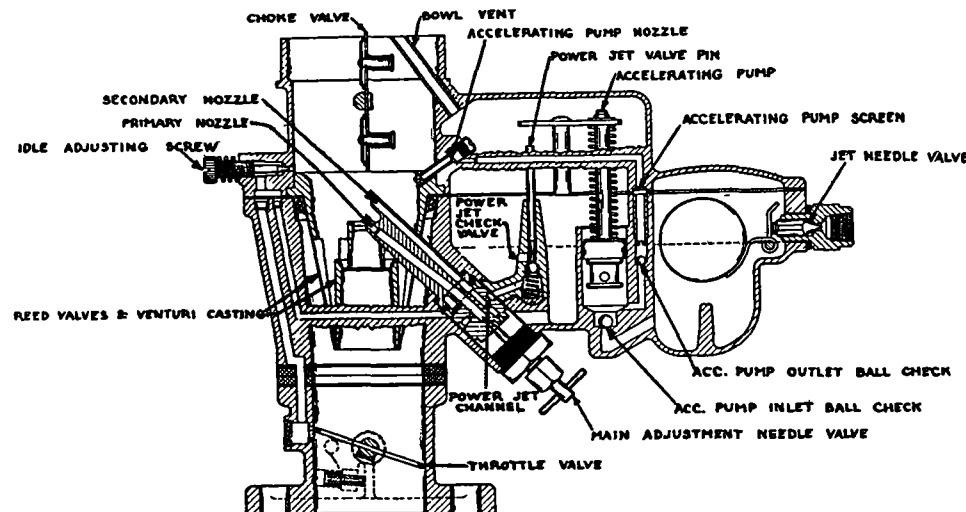 CHOKE VALVE
BOWL VENT
ACCELERATING PUMP NOZZLE
POWER JET VALVE PIN
ACCELERATING PUMP
SECONDARY NOZZLE
PRIMARY NOZZLE
ACCELERATING PUMP SCREEN
IDLE ADJUSTING SCREW
JET NEEDLE VALVE
POWER
JET
CHECK
VALVE
REED VALVES & VENTURI CASTING
ACC. PUMP OUTLET BALL CHECK
POWER JET
CHANNEL
ACC. PUMP INLET BALL CHECK
MAIN ADJUSTMENT NEEDLE VALVE
THROTTLE VALVE